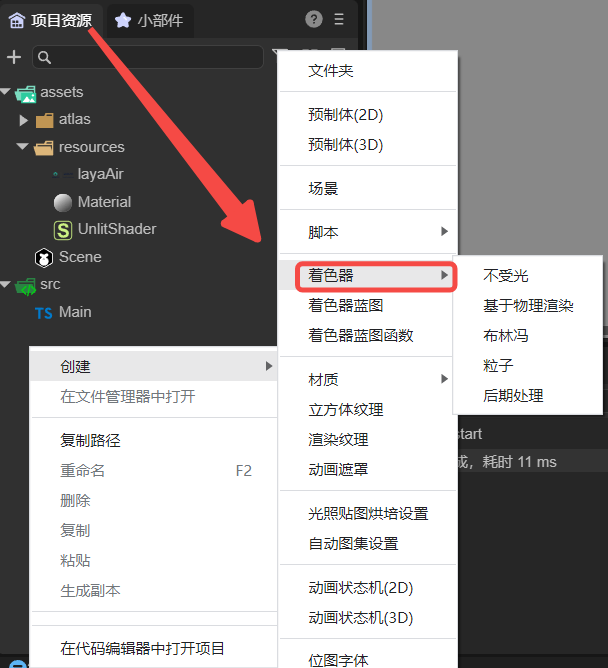 项目资源
小部件
assets
atlas
resources
layaAir
Material
UnlitShader
Scene
src
TS Main
创建
在文件管理器中打开
复制路径
重命名 F2
删除
复制
粘贴
生成副本
在代码编辑器中打开项目
文件夹
预制体(2D)
预制体(3D)
场景
脚本
着色器
着色器蓝图
着色器蓝图函数
材质
立方体纹理
渲染纹理
动画遮罩
光照贴图烘培设置
自动图集设置
动画状态机(2D)
动画状态机(3D)
位图字体
不受光
基于物理渲染
布林冯
粒子
后期处理
start
成，耗时 11 ms